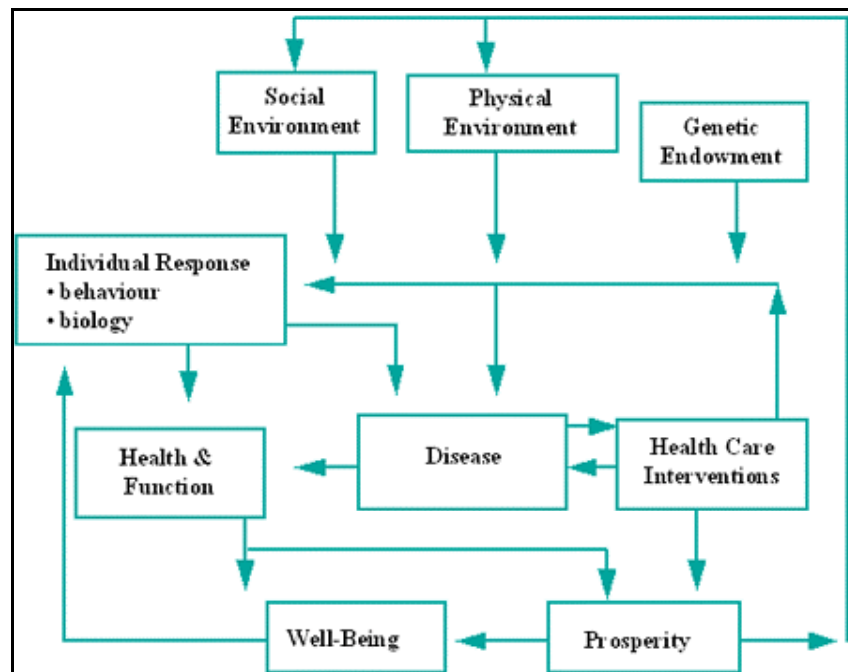 Social
Environment
Physical
Environment
Genetic
Endowment
Individual Response
• behaviour
• biology
Health &
Function
Disease
Health Care
Interventions
Well-Being
Prosperity